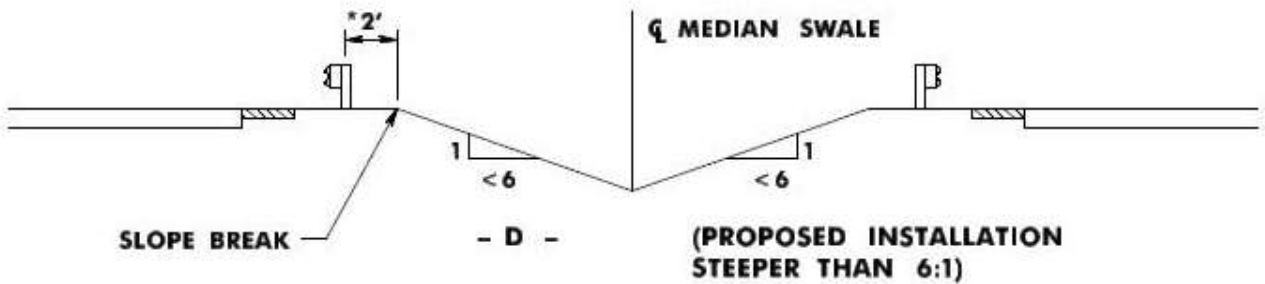 *2'
℄ MEDIAN SWALE
1
<6
1
<6
SLOPE BREAK
- D -
(PROPOSED INSTALLATION
STEEPER THAN 6:1)